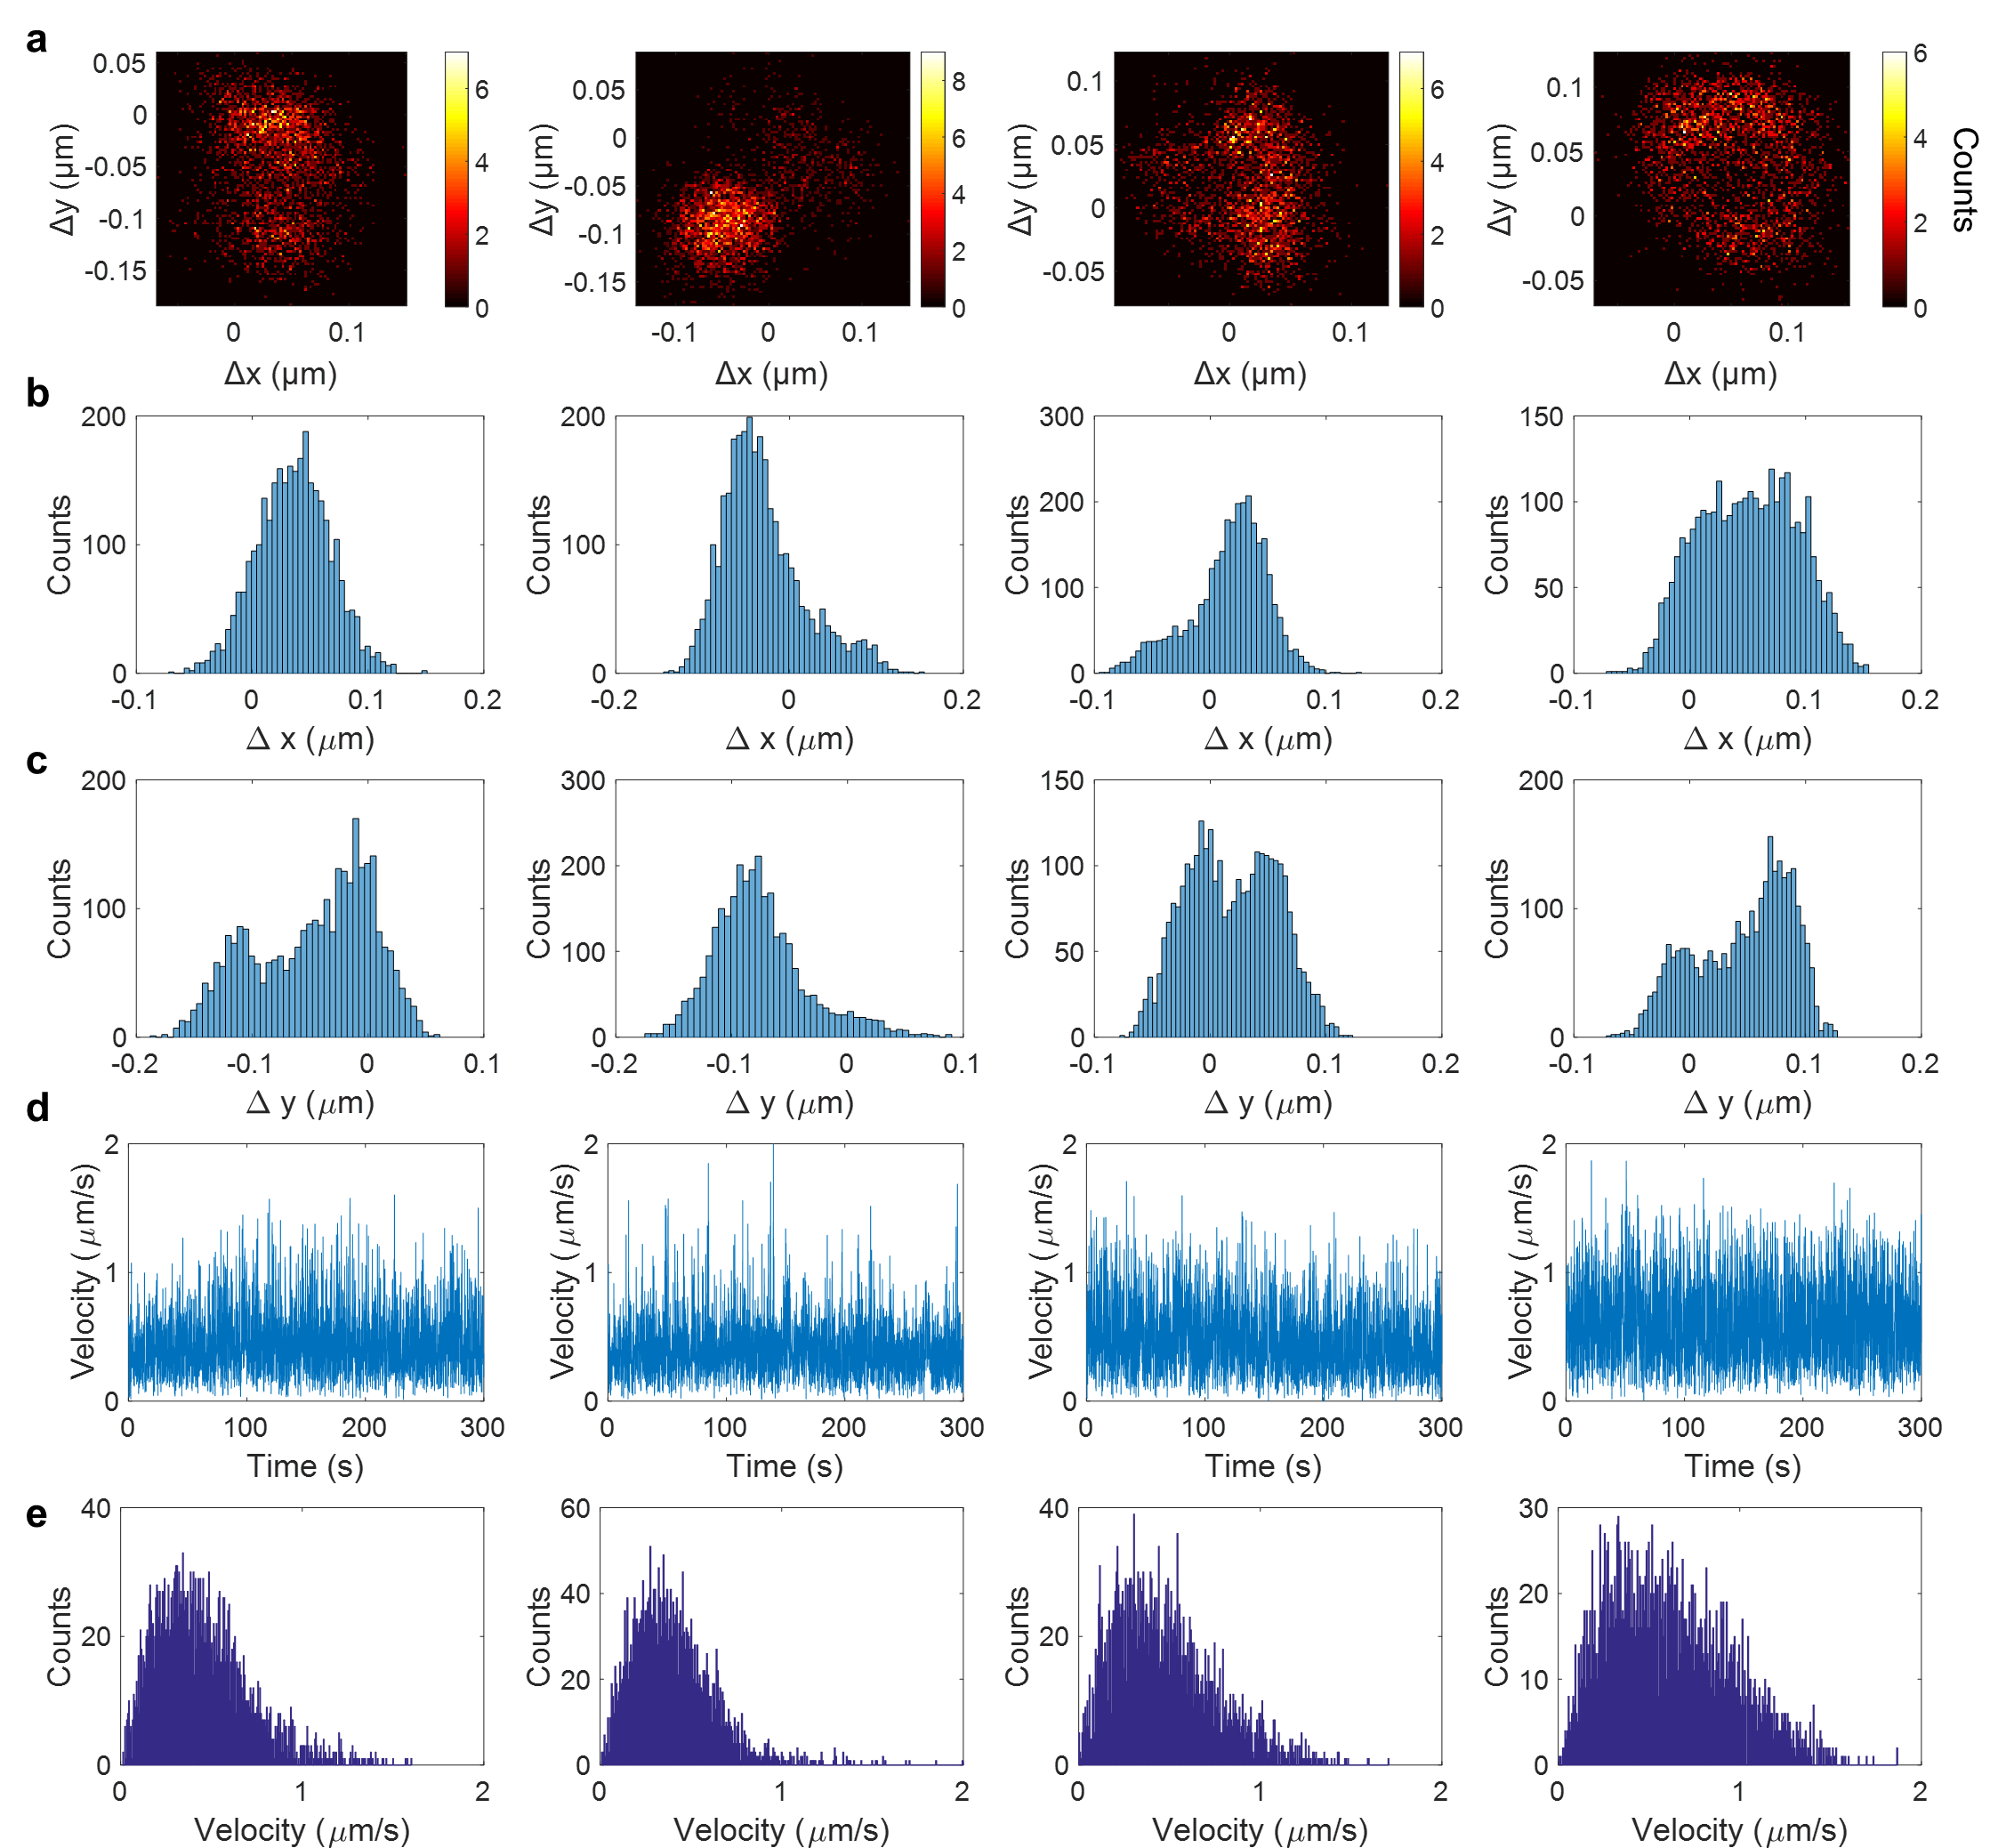 a
0.05
0
-0.05
-0.1
-0.15
Δy (μm)
0 0.1
Δx (μm)
6
4
2
0
0.05
0
-0.05
-0.1
-0.15
Δy (μm)
-0.1 0 0.1
Δx (μm)
8
6
4
2
0
0.1
0.05
0
-0.05
Δy (μm)
0 0.1
Δx (μm)
6
4
2
0
0.1
0.05
0
-0.05
Δy (μm)
0 0.1
Δx (μm)
6
4
2
0
Counts
b
200
100
0
Counts
-0.1 0 0.1 0.2
Δ x (μm)
200
100
0
Counts
-0.2 0 0.2
Δ x (μm)
300
200
100
0
Counts
-0.1 0 0.1 0.2
Δ x (μm)
150
100
50
0
Counts
-0.1 0 0.1 0.2
Δ x (μm)
c
200
100
0
Counts
-0.2 -0.1 0 0.1
Δ y (μm)
300
200
100
0
Counts
-0.2 -0.1 0 0.1
Δ y (μm)
150
100
50
0
Counts
-0.1 0 0.1 0.2
Δ y (μm)
200
100
0
Counts
-0.1 0 0.1 0.2
Δ y (μm)
d
2
1
0
Velocity (μm/s)
0 100 200 300
Time (s)
2
1
0
Velocity (μm/s)
0 100 200 300
Time (s)
2
1
0
Velocity (μm/s)
0 100 200 300
Time (s)
2
1
0
Velocity (μm/s)
0 100 200 300
Time (s)
e
40
20
0
Counts
0 1 2
Velocity (μm/s)
60
40
20
0
Counts
0 1 2
Velocity (μm/s)
40
20
0
Counts
0 1 2
Velocity (μm/s)
30
20
10
0
Counts
0 1 2
Velocity (μm/s)